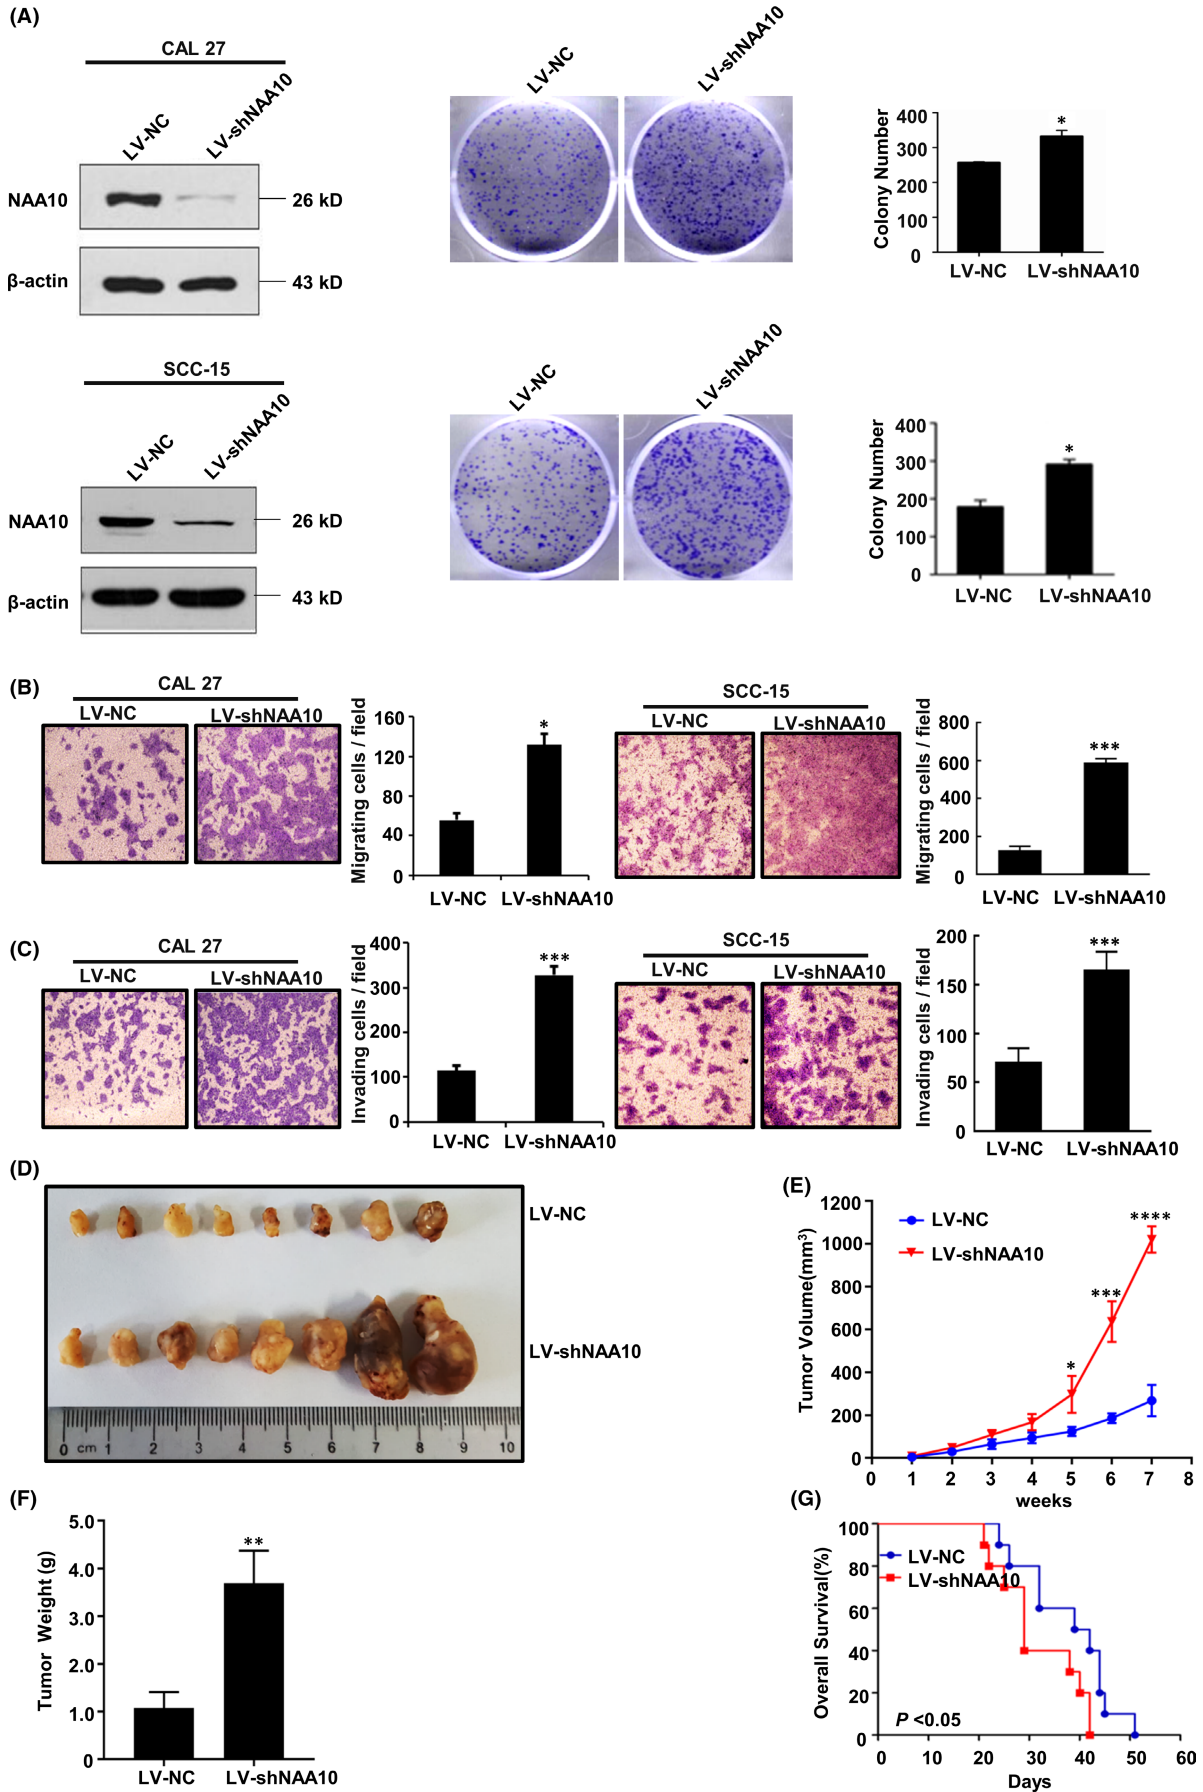 (A)
CAL 27
LV-NC
LV-shNAA10
NAA10
26 kD
β-actin
43 kD
LV-NC
LV-shNAA10
Colony Number
400
300
200
100
0
*
LV-NC
LV-shNAA10
SCC-15
LV-NC
LV-shNAA10
NAA10
26 kD
β-actin
43 kD
LV-NC
LV-shNAA10
Colony Number
400
300
200
100
0
*
LV-NC
LV-shNAA10
(B)
CAL 27
LV-NC
LV-shNAA10
Migrating cells / field
160
120
80
40
0
*
LV-NC
LV-shNAA10
SCC-15
LV-NC
LV-shNAA10
Migrating cells / field
800
600
400
200
0
***
LV-NC
LV-shNAA10
(C)
CAL 27
LV-NC
LV-shNAA10
Invading cells / field
400
300
200
100
0
***
LV-NC
LV-shNAA10
SCC-15
LV-NC
LV-shNAA10
Invading cells / field
200
150
100
50
0
***
LV-NC
LV-shNAA10
(D)
LV-NC
LV-shNAA10
0 cm 1 2 3 4 5 6 7 8 9 10
(E)
Tumor Volume(mm³)
1200
1000
800
600
400
200
0
LV-NC
LV-shNAA10
*
***
****
0 1 2 3 4 5 6 7 8
weeks
(F)
Tumor Weight (g)
5.0
4.0
3.0
2.0
1.0
0
**
LV-NC
LV-shNAA10
(G)
Overall Survival(%)
100
80
60
40
20
0
LV-NC
LV-shNAA10
P <0.05
0 10 20 30 40 50 60
Days